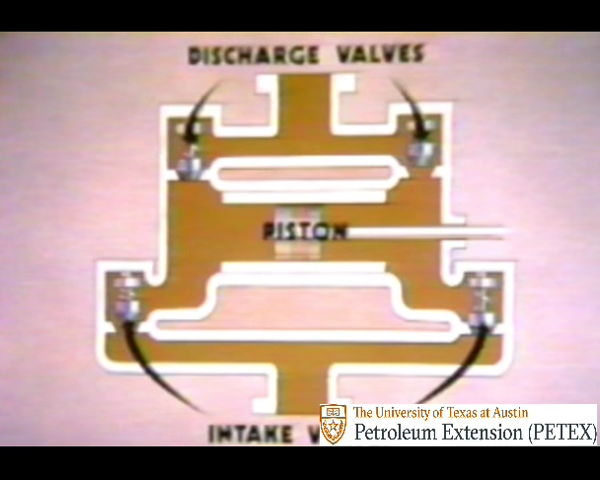 DISCHARGE VALVES
PISTON
INTAKE V
The University of Texas at Austin
Petroleum Extension (PETEX)